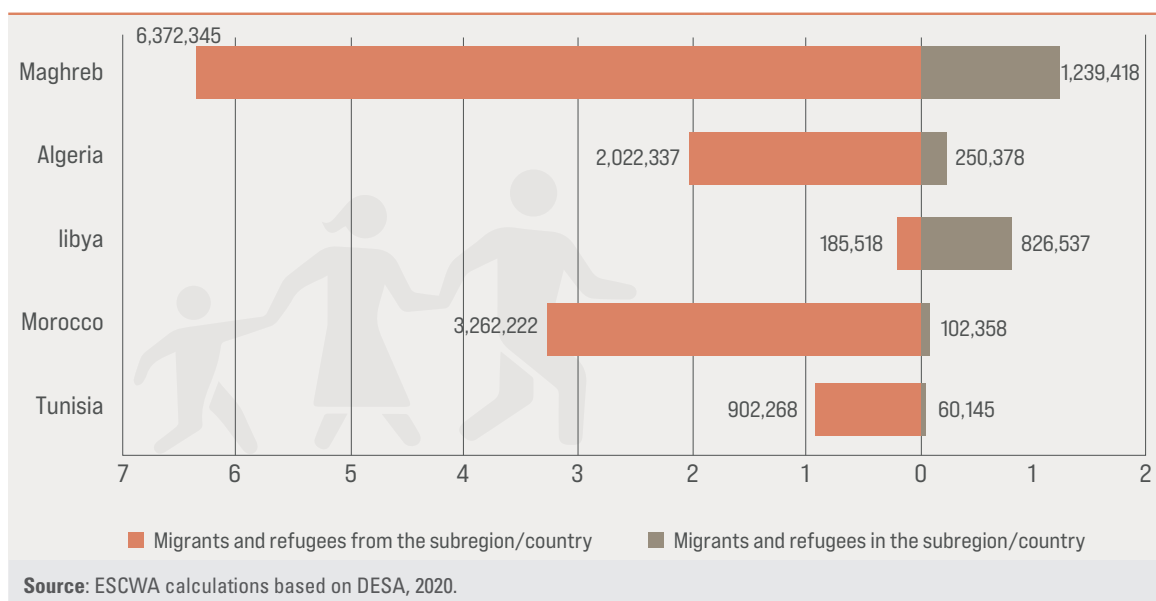 6,372,345
Maghreb 1,239,418
Algeria 2,022,337 250,378
libya 185,518 826,537
Morocco 3,262,222 102,358
Tunisia 902,268 60,145
7 6 5 4 3 2 1 0 1 2
Migrants and refugees from the subregion/country Migrants and refugees in the subregion/country
Source: ESCWA calculations based on DESA, 2020.